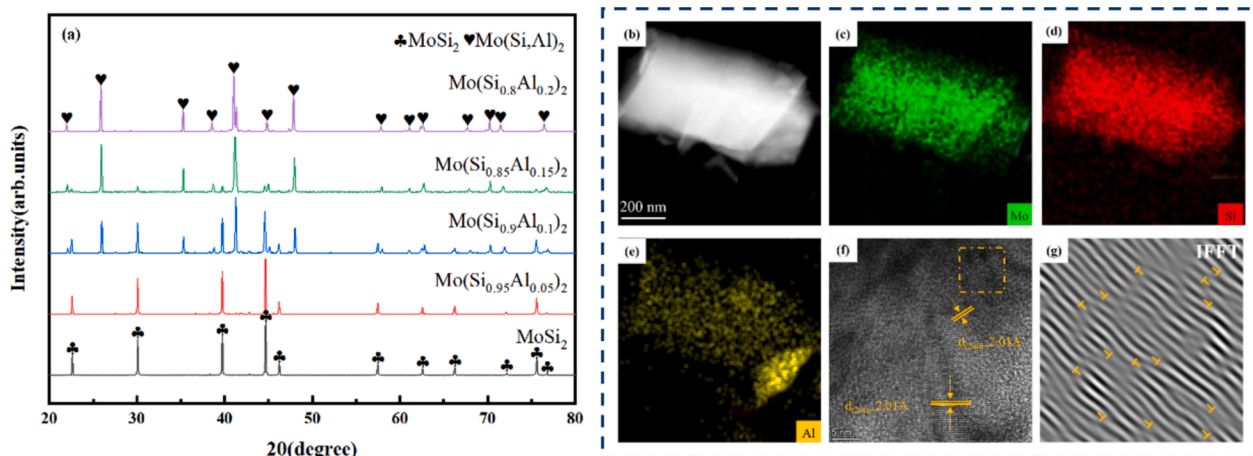 (a)
♣MoSi₂ ♥Mo(Si,Al)₂
Mo(Si₀.₈Al₀.₂)₂
Mo(Si₀.₈₅Al₀.₁₅)₂
Mo(Si₀.₉Al₀.₁)₂
Mo(Si₀.₉₅Al₀.₀₅)₂
MoSi₂
Intensity(arb.units)
20 30 40 50 60 70 80
2θ(degree)
(b)
200 nm
(c)
Mo
(d)
Si
(e)
Al
(f)
2.01Å
2.01Å
5 nm
(g)
IFFT